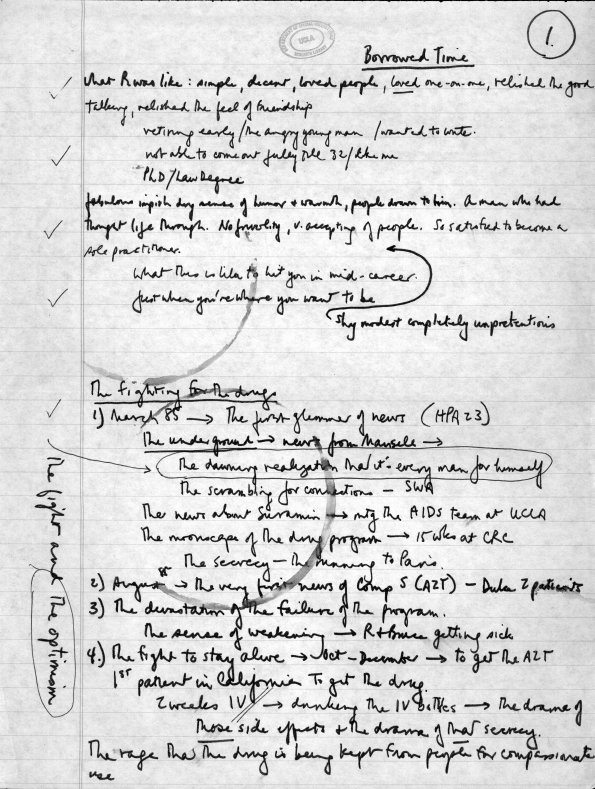 1.
UCLA
Borrowed Time
What R was like : simple, decent, loved people, loved one-on-one, relished the good
talking, relished the feel of friendship
retiring early / the angry young man / wanted to write.
not able to come out fully till 32 / like me
PhD / Law Degree
fabulous impish dry sense of humor + warmth, people drawn to him. A man who had
thought life through. No frivolity, v. accepting of people. So satisfied to become a
sole practitioner.
What this is like to hit you in mid-career.
Just when you're where you want to be
shy modest completely unpretentious
The fighting for the drug
1) March 85 → The first glimmer of news (HPA 23)
The underground → news from →
The dawning realization that it's every man for himself
The scrambling for connections – SWA
The news about Suramin → mtg the AIDs team at UCLA
The moonscape of the drug program → 15 wks at CRC
The secrecy – the running to Paris.
2) August 85 → the very first news of Comp S (AZT) – Duke 2 patients
3) The devastation of the failure of the program.
The sense of weakening → R + Bruce getting sick
4.) The fight to stay alive → Oct – December → to get the AZT
1st patient in California to get the drug.
2 weeks IV → drinking the IV bottles → the drama of
those side effects + the drama of that secrecy.
The rage that the drug is being kept from people for compassionate
use
The fight and the optimism